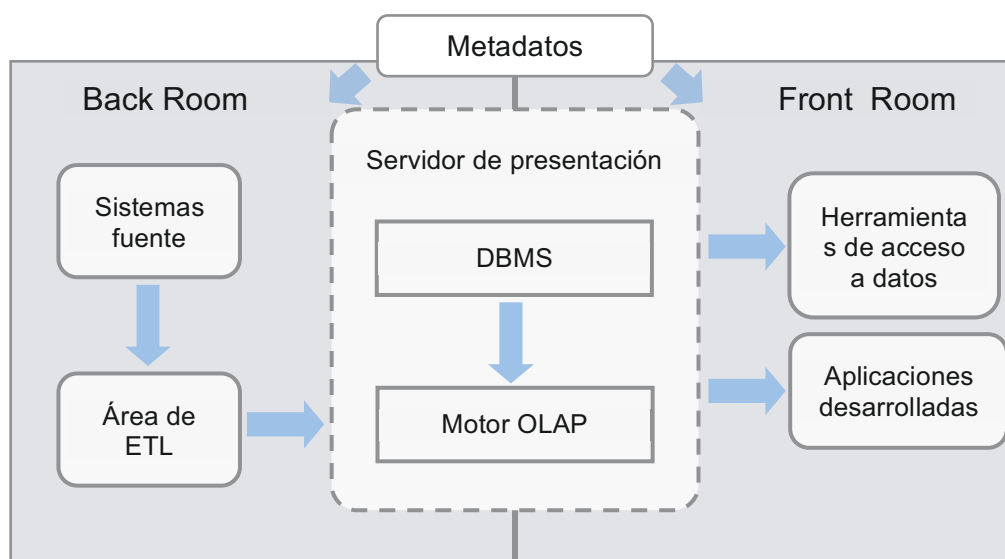 Metadatos
Back Room
Front Room
Servidor de presentación
Sistemas
fuente
DBMS
Herramienta
s de acceso
a datos
Área de
ETL
Motor OLAP
Aplicaciones
desarrolladas